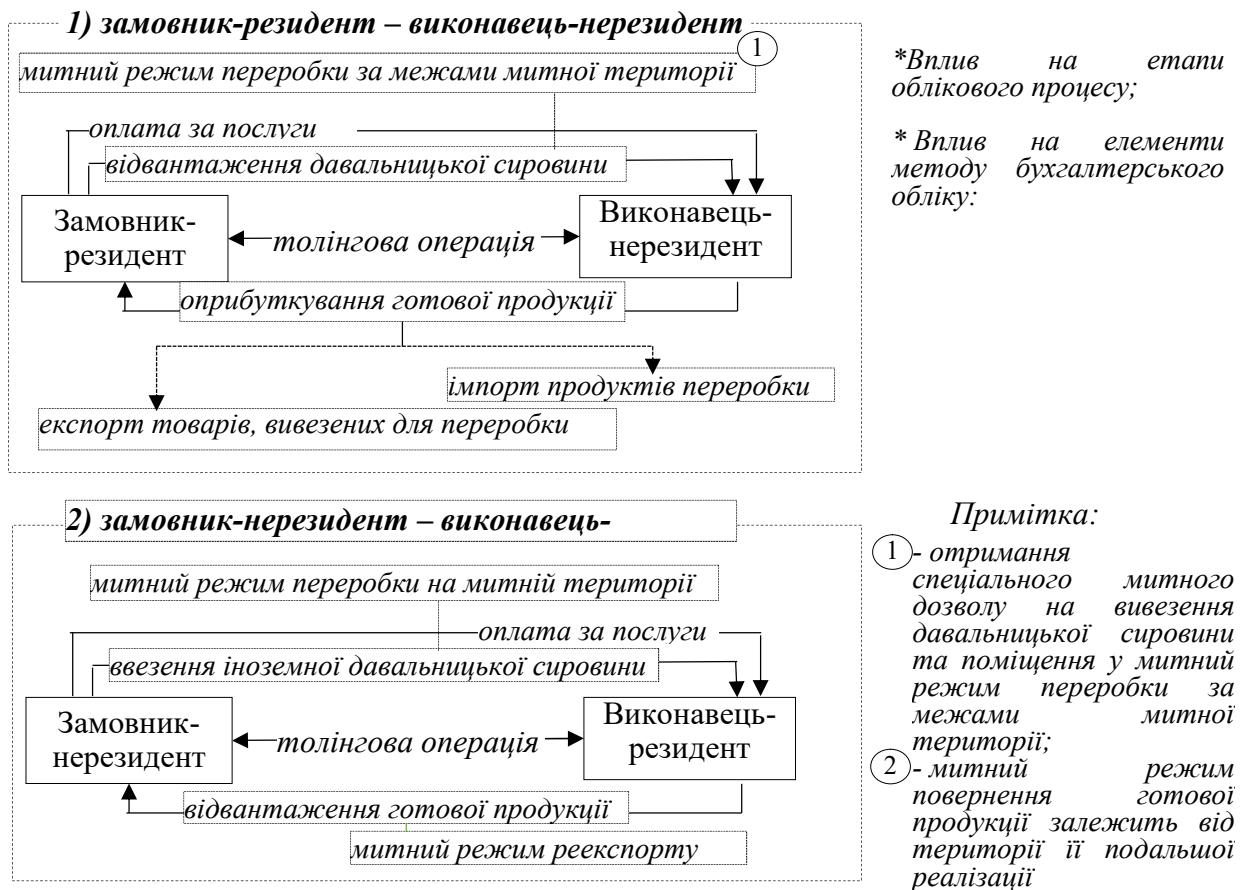 1) замовник-резидент – виконавець-нерезидент
1
митний режим переробки за межами митної території
оплата за послуги
відвантаження давальницької сировини
Замовник-
резидент
толінгова операція
Виконавець-
нерезидент
оприбуткування готової продукції
імпорт продуктів переробки
експорт товарів, вивезених для переробки
*Вплив на етапи
облікового процесу;
* Вплив на елементи
методу бухгалтерського
обліку:
2) замовник-нерезидент – виконавець-
митний режим переробки на митній території
оплата за послуги
ввезення іноземної давальницької сировини
Замовник-
нерезидент
толінгова операція
Виконавець-
резидент
відвантаження готової продукції
митний режим реекспорту
Примітка:
1 - отримання
спеціального митного
дозволу на вивезення
давальницької сировини
та поміщення у митний
режим переробки за
межами митної
території;
2 - митний режим
повернення готової
продукції залежить від
території її подальшої
реалізації